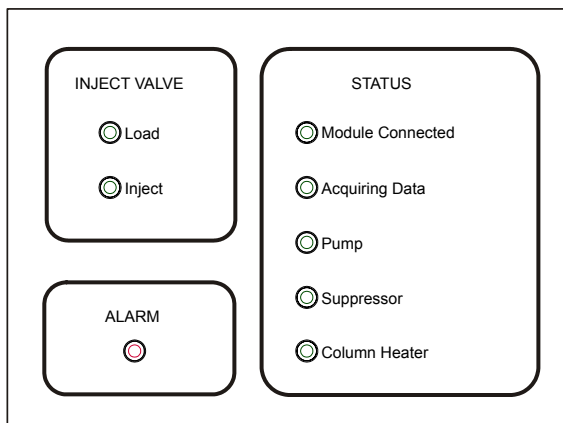 INJECT VALVE
Load
Inject
ALARM
STATUS
Module Connected
Acquiring Data
Pump
Suppressor
Column Heater